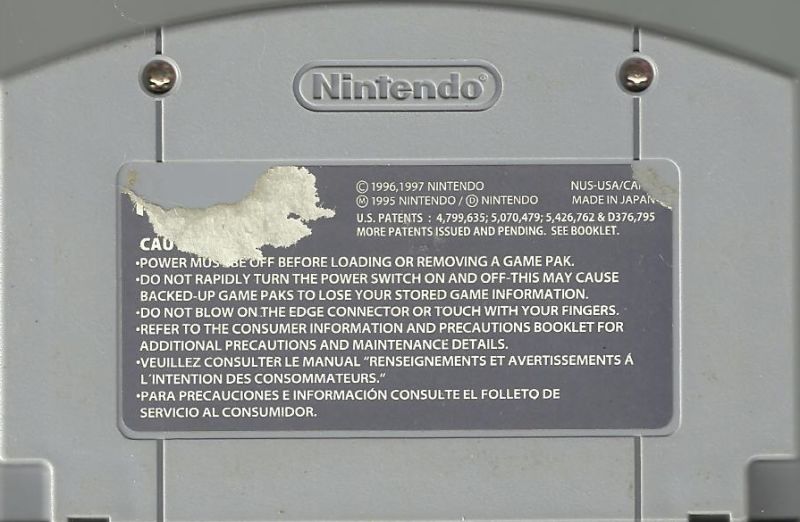 Nintendo®
© 1996,1997 NINTENDO
Ⓜ 1995 NINTENDO / Ⓓ NINTENDO
NUS-USA/
MADE IN JAPAN
U.S. PATENTS : 4,799,635; 5,070,479; 5,426,762 & D376,795
MORE PATENTS ISSUED AND PENDING. SEE BOOKLET.
•POWER MUST BE OFF BEFORE LOADING OR REMOVING A GAME PAK.
•DO NOT RAPIDLY TURN THE POWER SWITCH ON AND OFF-THIS MAY CAUSE
BACKED-UP GAME PAKS TO LOSE YOUR STORED GAME INFORMATION.
•DO NOT BLOW ON THE EDGE CONNECTOR OR TOUCH WITH YOUR FINGERS.
•REFER TO THE CONSUMER INFORMATION AND PRECAUTIONS BOOKLET FOR
ADDITIONAL PRECAUTIONS AND MAINTENANCE DETAILS.
•VEUILLEZ CONSULTER LE MANUAL "RENSEIGNEMENTS ET AVERTISSEMENTS Á
L'INTENTION DES CONSOMMATEURS."
•PARA PRECAUCIONES E INFORMACIÓN CONSULTE EL FOLLETO DE
SERVICIO AL CONSUMIDOR.